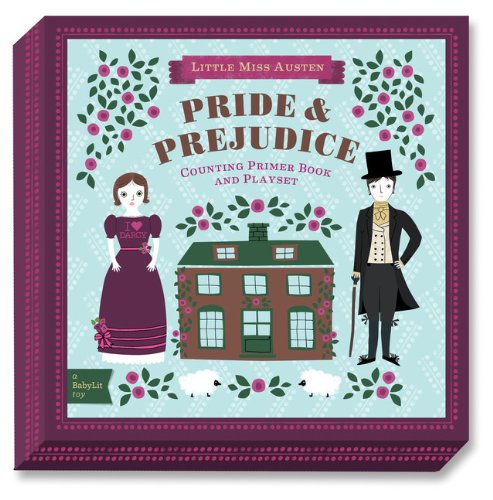 LITTLE MISS AUSTEN
PRIDE &
PREJUDICE
COUNTING PRIMER BOOK
AND PLAYSET
I ♥
DARCY
a
BabyLit
toy